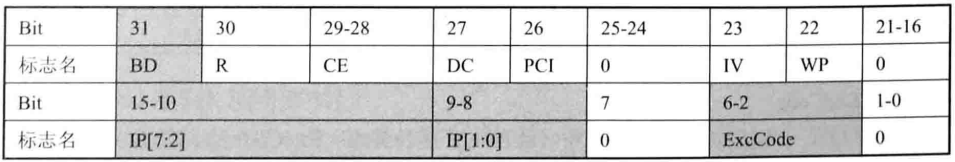 Bit 31 30 29-28 27 26 25-24 23 22 21-16
标志名 BD R CE DC PCI 0 IV WP 0
Bit 15-10 9-8 7 6-2 1-0
标志名 IP[7:2] IP[1:0] 0 ExcCode 0